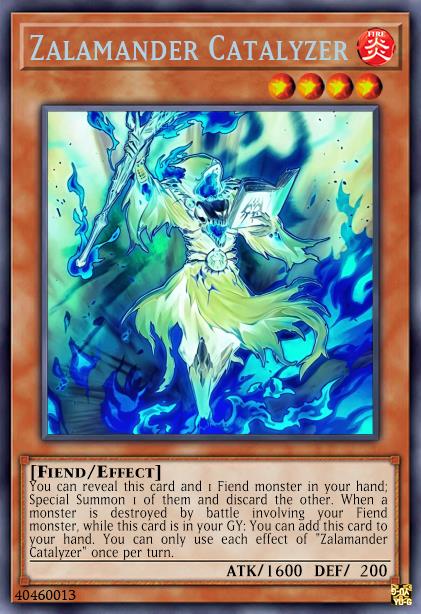 ZALAMANDER CATALYZER
FIRE
炎
[FIEND/EFFECT]
You can reveal this card and 1 Fiend monster in your hand;
Special Summon 1 of them and discard the other. When a
monster is destroyed by battle involving your Fiend
monster, while this card is in your GY: You can add this card to
your hand. You can only use each effect of "Zalamander
Catalyzer" once per turn.
ATK/1600 DEF/ 200
40460013